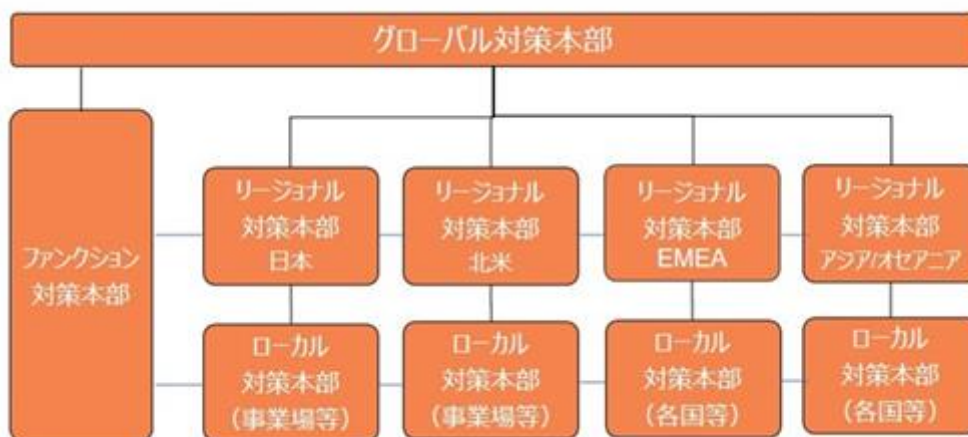 グローバル対策本部
ファンクション
対策本部
リージョナル
対策本部
日本
リージョナル
対策本部
北米
リージョナル
対策本部
EMEA
リージョナル
対策本部
アジア/オセアニア
ローカル
対策本部
(事業場等)
ローカル
対策本部
(事業場等)
ローカル
対策本部
(各国等)
ローカル
対策本部
(各国等)